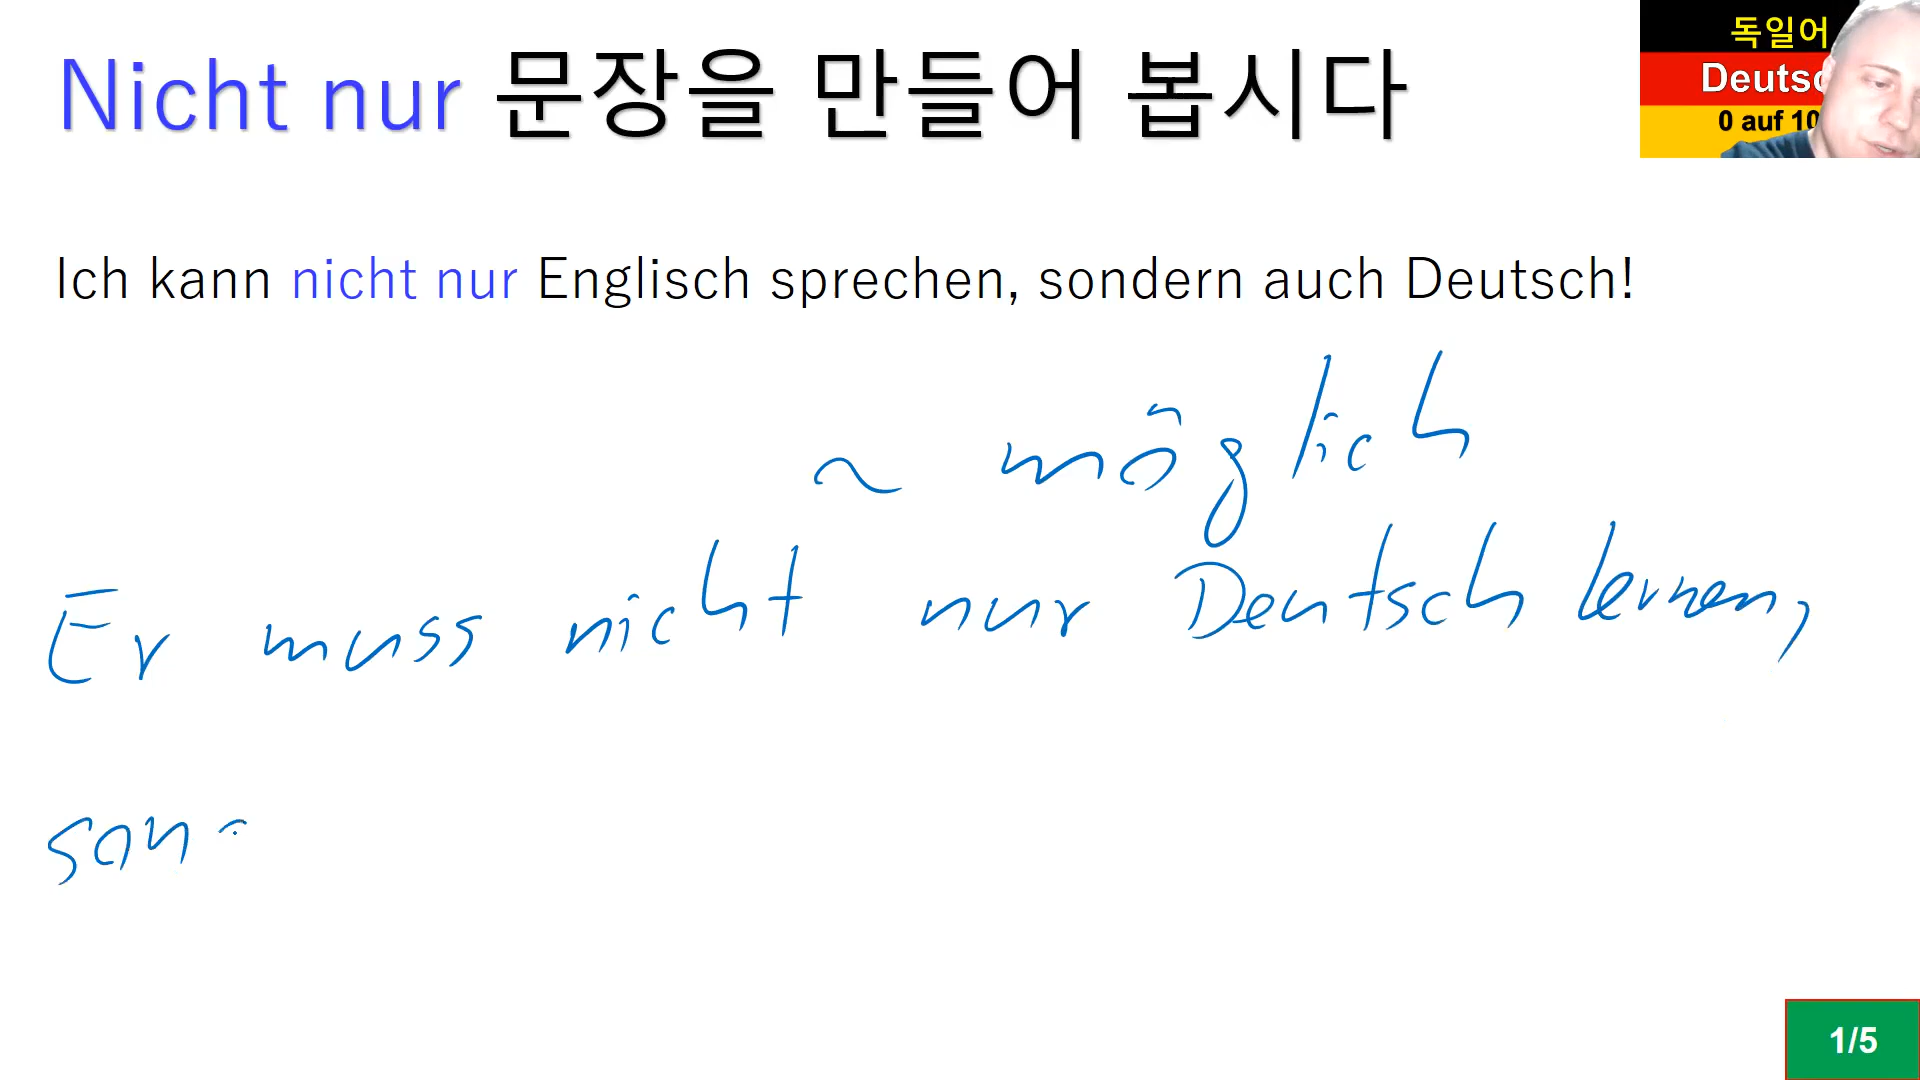 Nicht nur 문장을 만들어 봅시다
독일어
Deutsc
0 auf 10
Ich kann nicht nur Englisch sprechen, sondern auch Deutsch!
~ möglich
Er muss nicht nur Deutsch lernen,
son
1/5